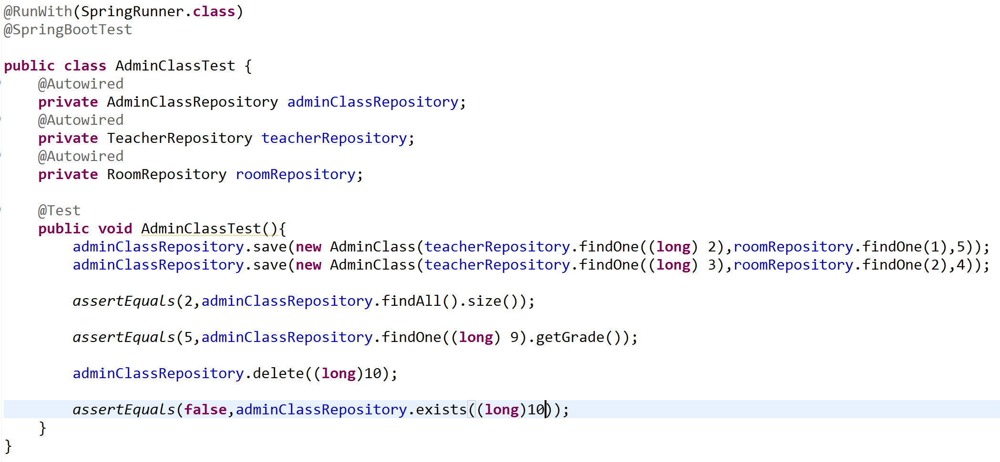 @RunWith(SpringRunner.class)
@SpringBootTest
public class AdminClassTest {
@Autowired
private AdminClassRepository adminClassRepository;
@Autowired
private TeacherRepository teacherRepository;
@Autowired
private RoomRepository roomRepository;
@Test
public void AdminClassTest(){
adminClassRepository.save(new AdminClass(teacherRepository.findOne((long) 2),roomRepository.findOne(1),5));
adminClassRepository.save(new AdminClass(teacherRepository.findOne((long) 3),roomRepository.findOne(2),4));
assertEquals(2,adminClassRepository.findAll().size());
assertEquals(5,adminClassRepository.findOne((long) 9).getGrade());
adminClassRepository.delete((long)10);
assertEquals(false,adminClassRepository.exists((long)10));
}
}